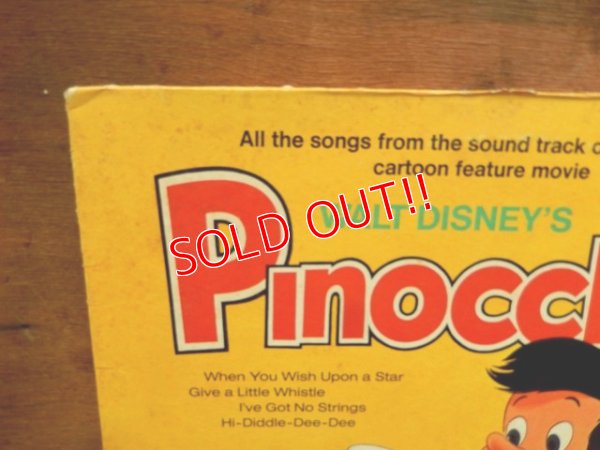 All the songs from the sound track
cartoon feature movie
WALT DISNEY'S
SOLD OUT!!
Pinocc
When You Wish Upon a Star
Give a Little Whistle
I've Got No Strings
Hi-Diddle-Dee-Dee